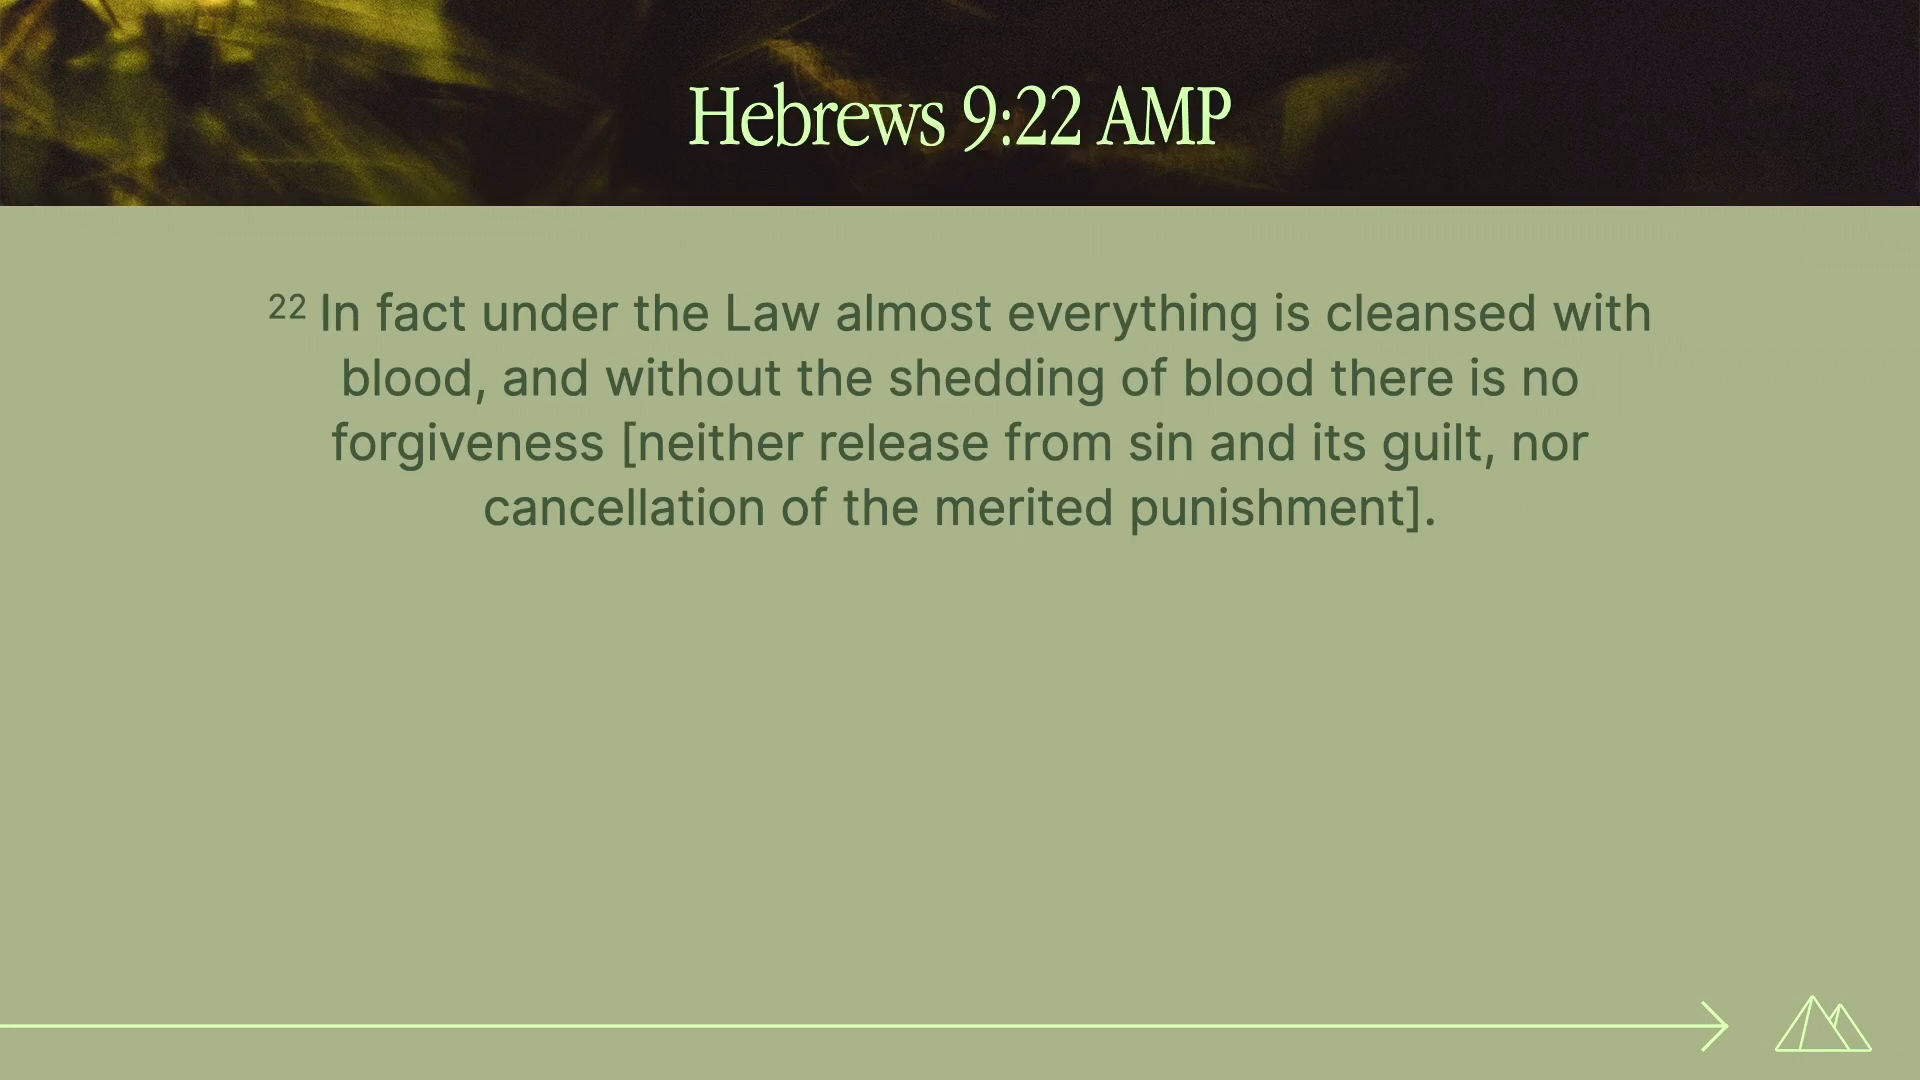 Hebrews 9:22 AMP
22 In fact under the Law almost everything is cleansed with
blood, and without the shedding of blood there is no
forgiveness [neither release from sin and its guilt, nor
cancellation of the merited punishment].